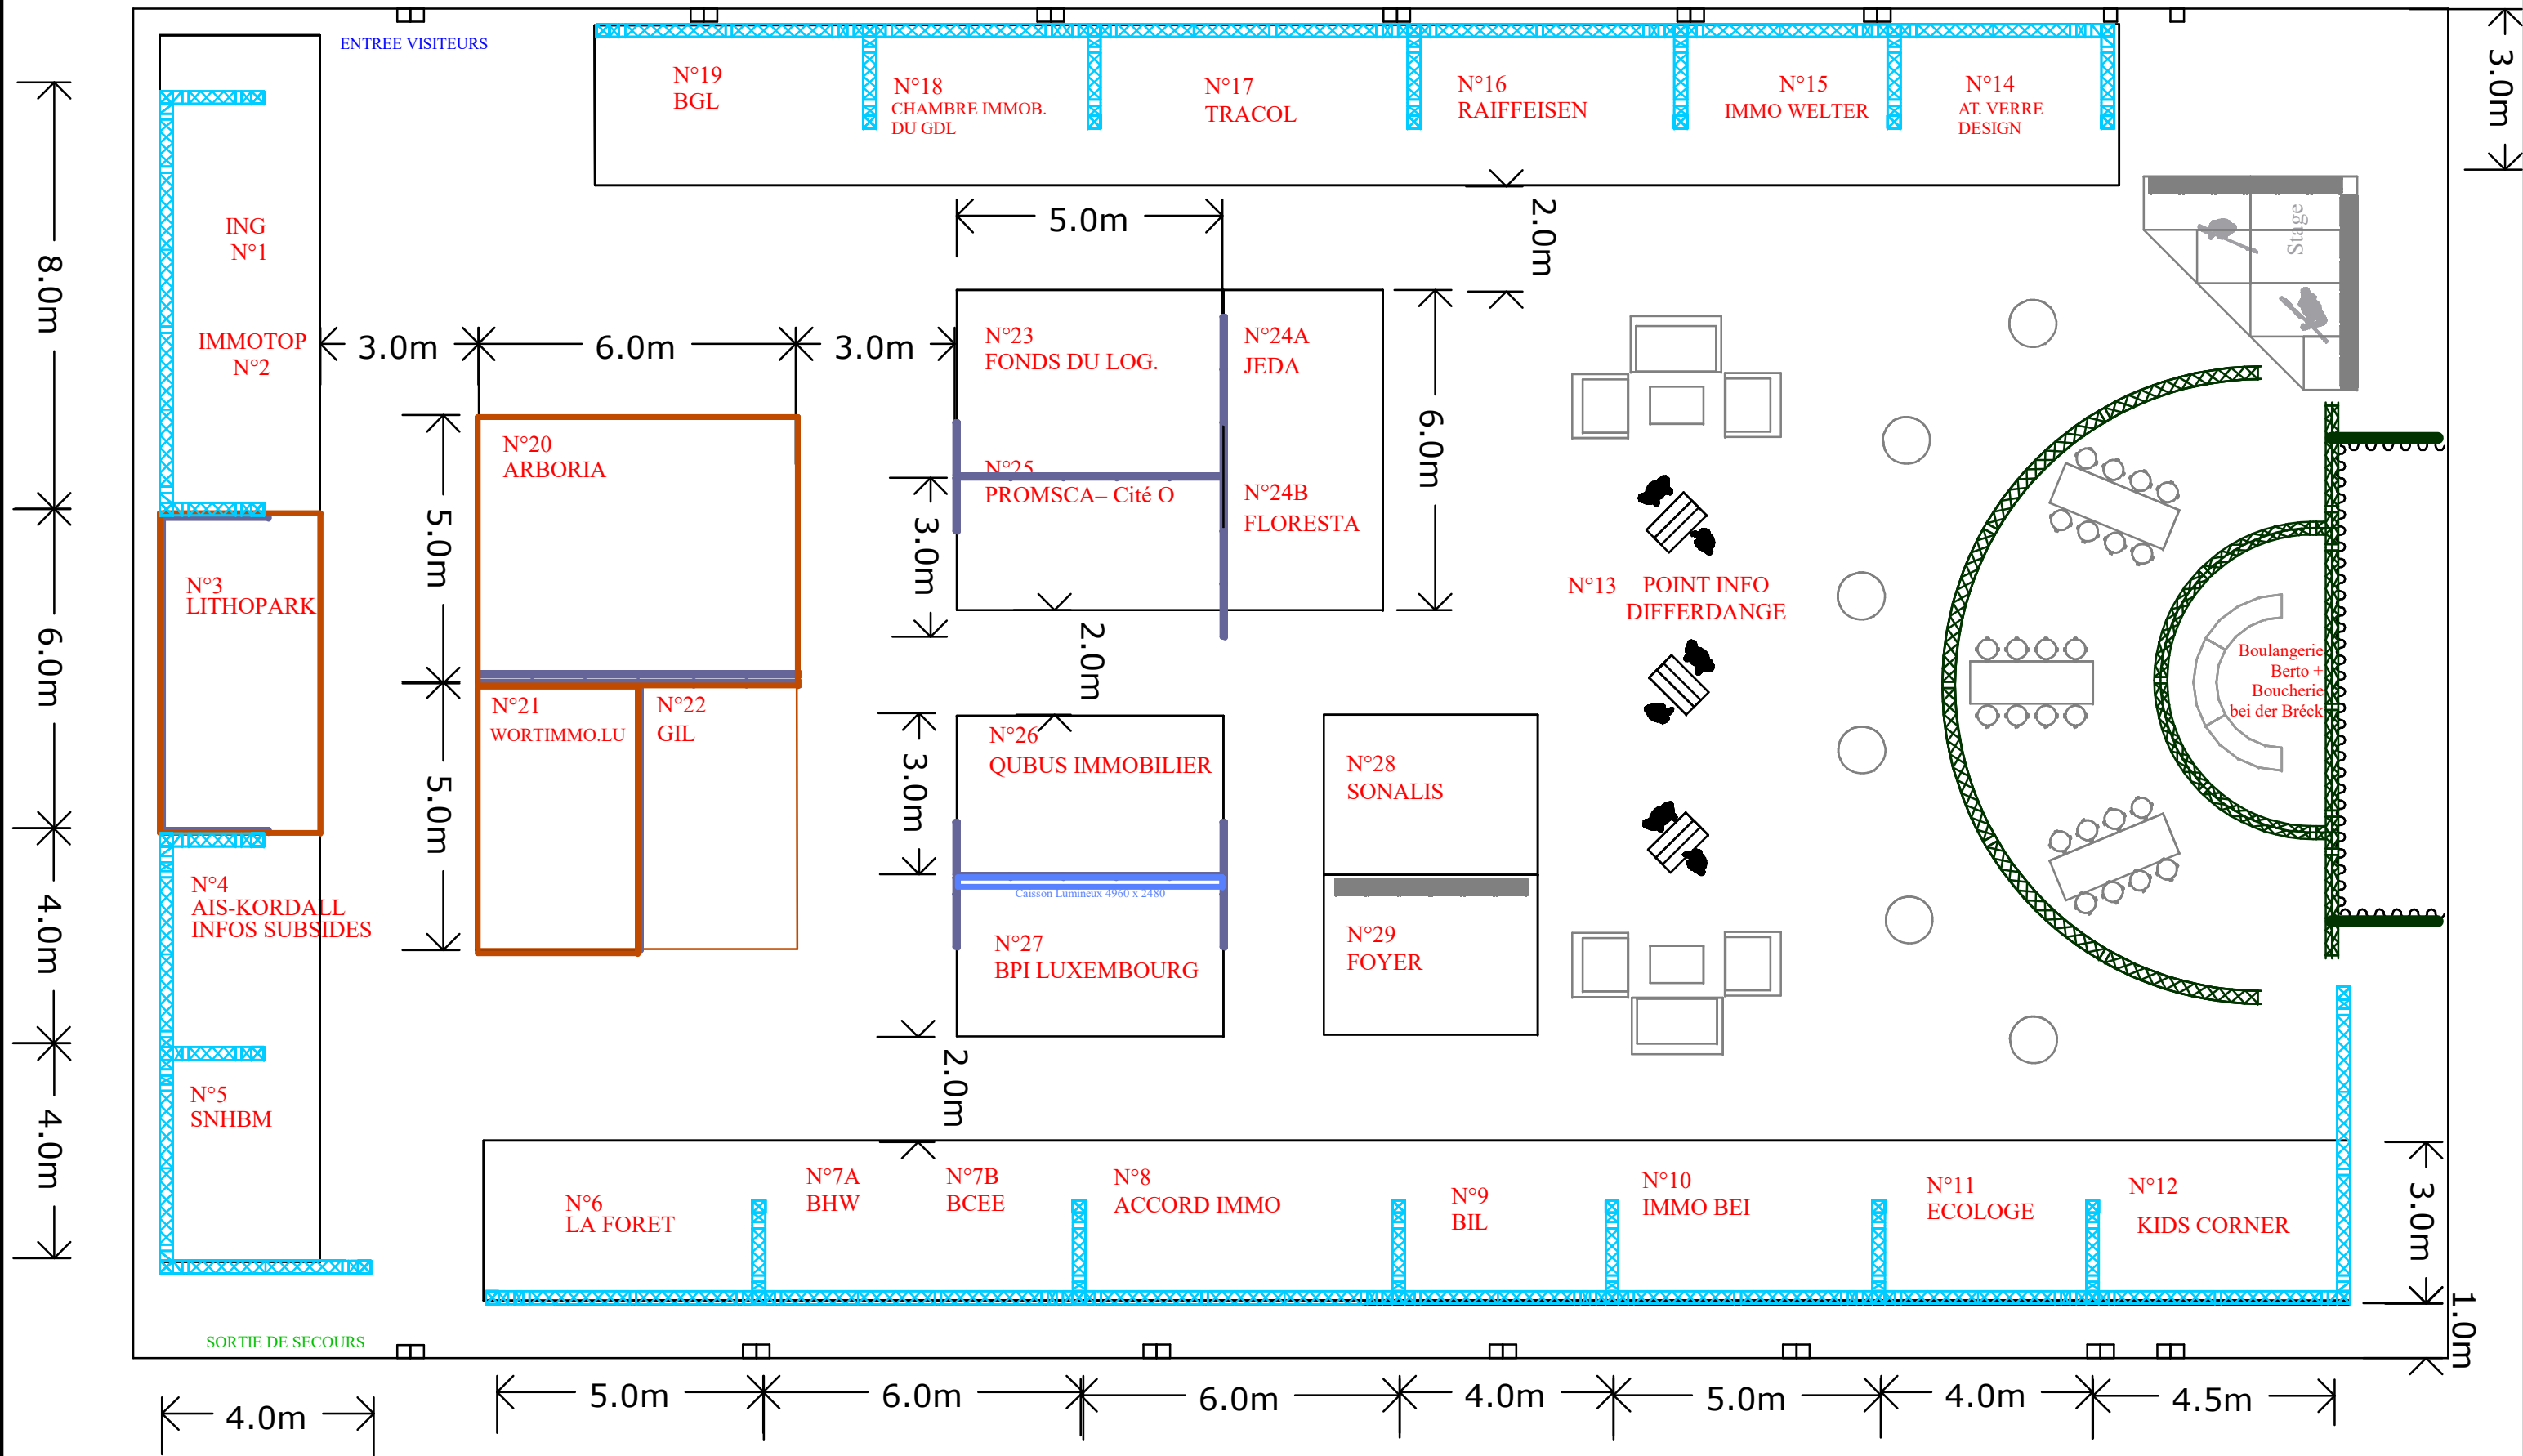 ENTREE VISITEURS
N°19
BGL
N°18
CHAMBRE IMMOB.
DU GDL
N°17
TRACOL
N°16
RAIFFEISEN
N°15
IMMO WELTER
N°14
AT. VERRE
DESIGN
3.0m
8.0m
6.0m
4.0m
4.0m
ING
N°1
IMMOTOP
N°2
3.0m
6.0m
3.0m
5.0m
2.0m
Stage
N°23
FONDS DU LOG.
N°24A
JEDA
N°25
PROMSCA– Cité O
N°24B
FLORESTA
6.0m
3.0m
2.0m
N°20
ARBORIA
5.0m
5.0m
N°3
LITHOPARK
N°21
WORTIMMO.LU
N°22
GIL
N°13
POINT INFO
DIFFERDANGE
Boulangerie
Berto +
Boucherie
bei der Bréck
N°26
QUBUS IMMOBILIER
3.0m
Caisson Lumineux 4960 x 2480
N°27
BPI LUXEMBOURG
2.0m
N°28
SONALIS
N°29
FOYER
N°4
AIS-KORDALL
INFOS SUBSIDES
N°5
SNHBM
N°6
LA FORET
N°7A
BHW
N°7B
BCEE
N°8
ACCORD IMMO
N°9
BIL
N°10
IMMO BEI
N°11
ECOLOGE
N°12
KIDS CORNER
3.0m
1.0m
SORTIE DE SECOURS
4.0m
5.0m
6.0m
6.0m
4.0m
5.0m
4.0m
4.5m